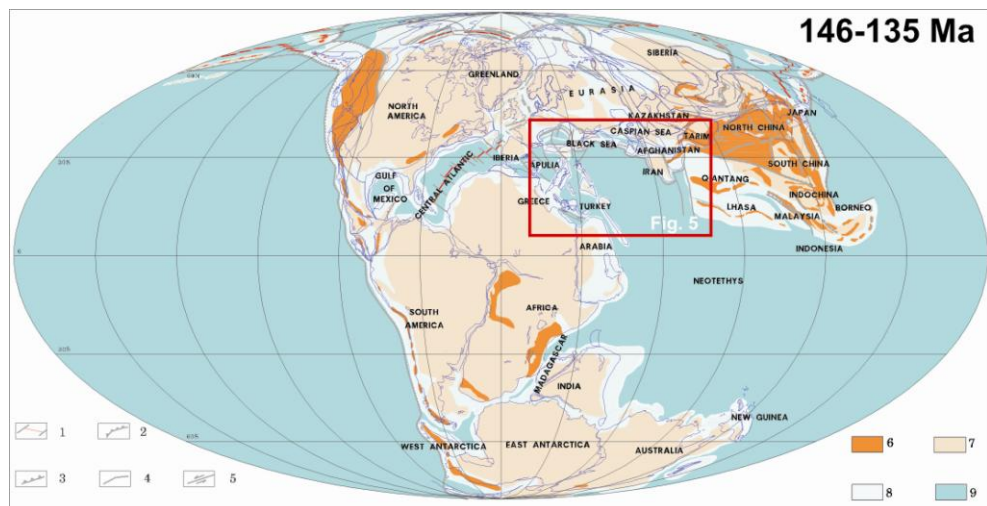 146-135 Ma
SIBERIA
GREENLAND
EURASIA
NORTH
AMERICA
KAZAKHSTAN
JAPAN
CASPIAN SEA
TARIM
NORTH CHINA
BLACK SEA
AFGHANISTAN
IBERIA
APULIA
IRAN
SOUTH CHINA
GULF
OF
MEXICO
CENTRAL ATLANTIC
QIANTANG
INDOCHINA
GREECE
TURKEY
LHASA
MALAYSIA
BORNEO
Fig. 5
ARABIA
INDONESIA
NEOTETHYS
SOUTH
AMERICA
AFRICA
MADAGASCAR
INDIA
NEW GUINEA
WEST ANTARCTICA
EAST ANTARCTICA
AUSTRALIA
1
2
3
4
5
6
7
8
9